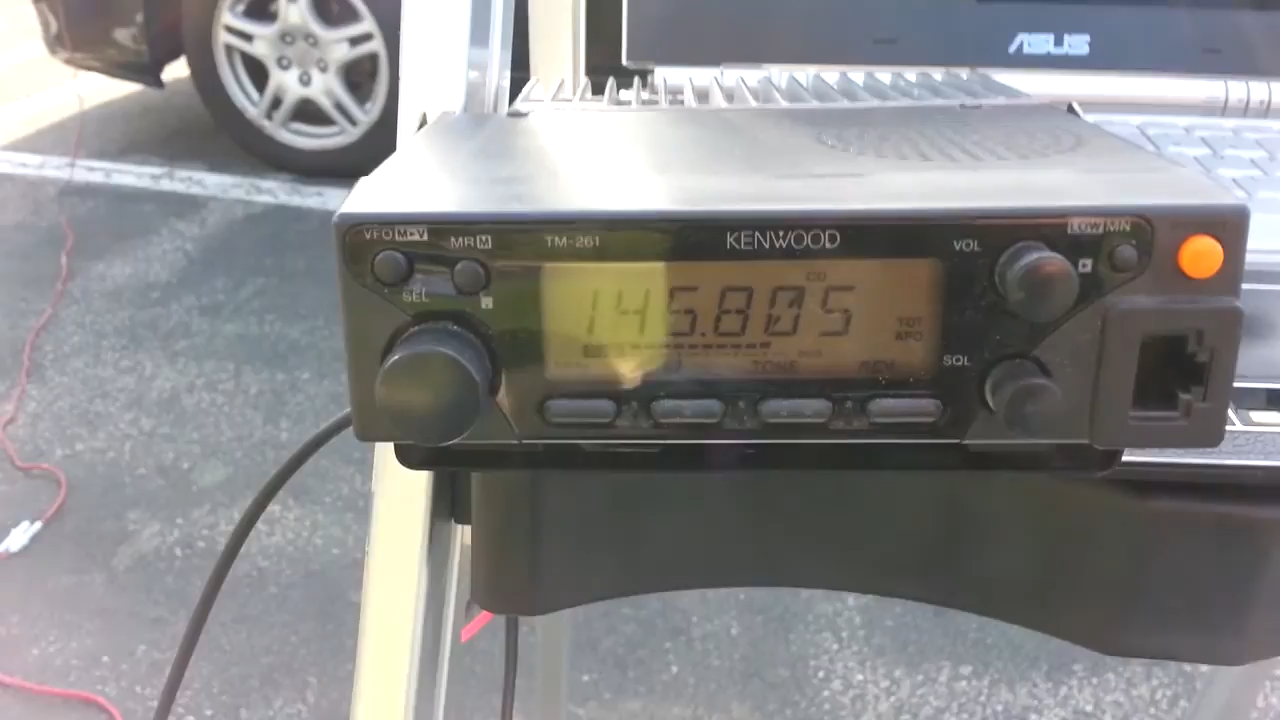 ASUS
VFO M▸V
MR M
TM-261
KENWOOD
VOL
LOW MN
SEL
145.805
TOT
APO
SQL
TONE
REV